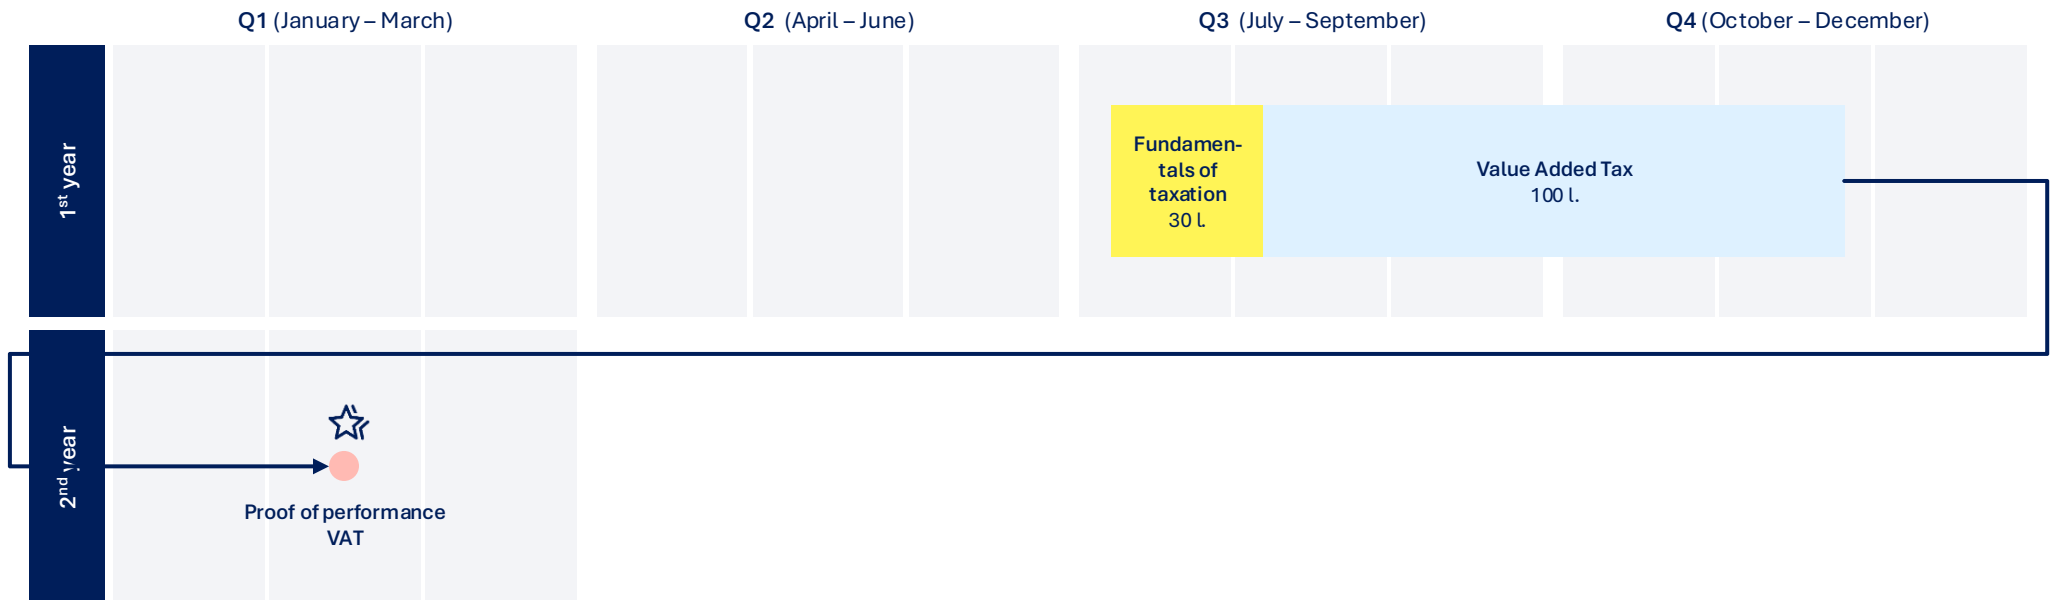 Q1 (January – March)
Q2 (April – June)
Q3 (July – September)
Q4 (October – December)
1st year
Fundamen-
tals of
taxation
30 l.
Value Added Tax
100 l.
2nd year
Proof of performance
VAT